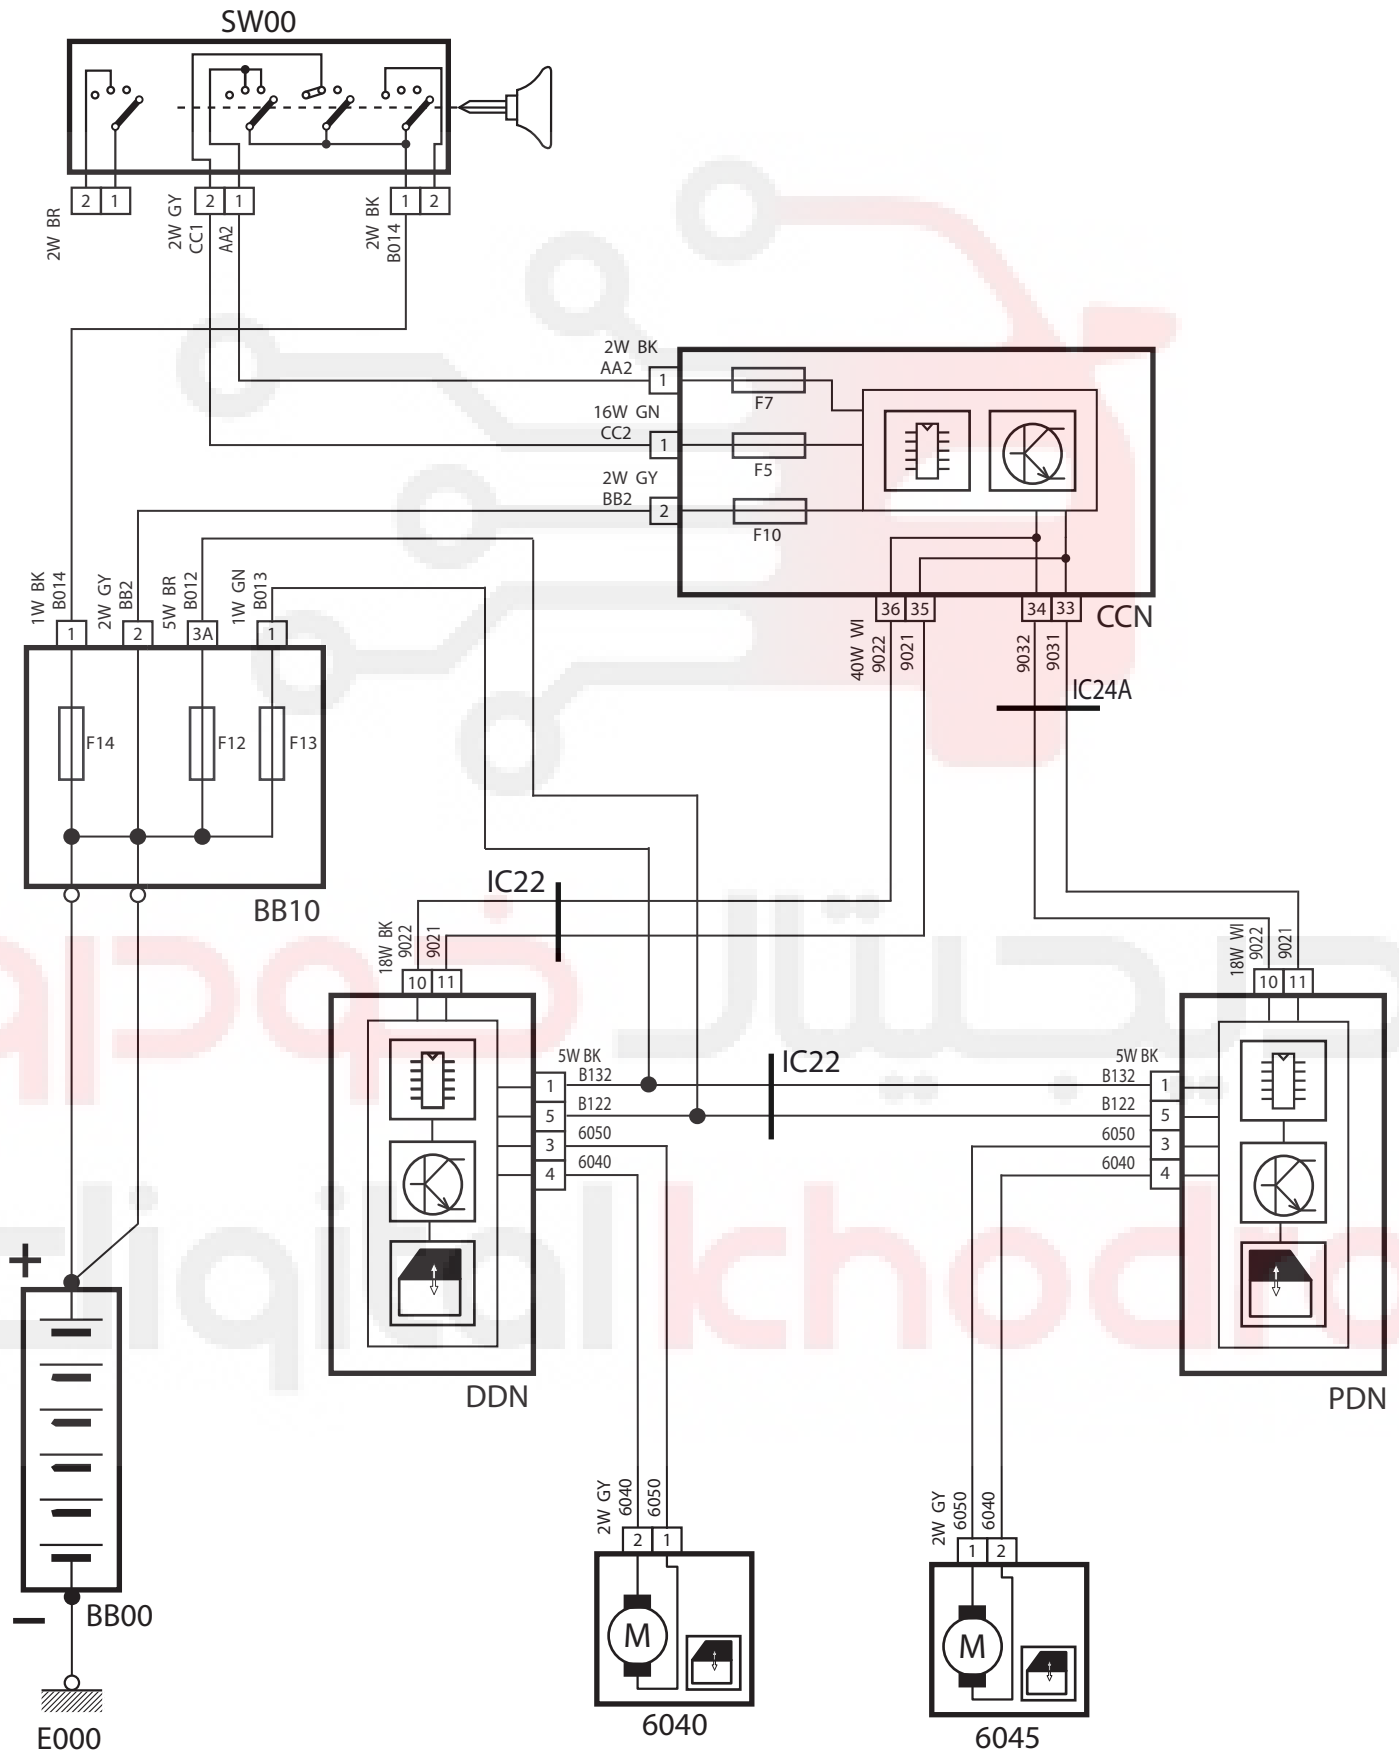 SW00
2 1
2 1
1 2
2W BR
2W GY
CC1
AA2
2W BK
B014
2W BK
AA2
1
F7
16W GN
CC2
1
F5
2W GY
BB2
2
F10
36 35
34 33
CCN
40W WI
9022
9021
9032
9031
IC24A
1W BK
B014
2W GY
BB2
5W BR
B012
1W GN
B013
1
2
3A
1
F14
F12
F13
BB10
IC22
18W BK
9022
9021
10 11
18W WI
9022
9021
10 11
دیجیتال خودرو
5W BK
B132
1
B122
5
6050
3
6040
4
IC22
5W BK
B132
1
B122
5
6050
3
6040
4
digitalkhodro
DDN
PDN
+
−
BB00
E000
2W GY
6040
6050
2 1
M
6040
2W GY
6050
6040
1 2
M
6045